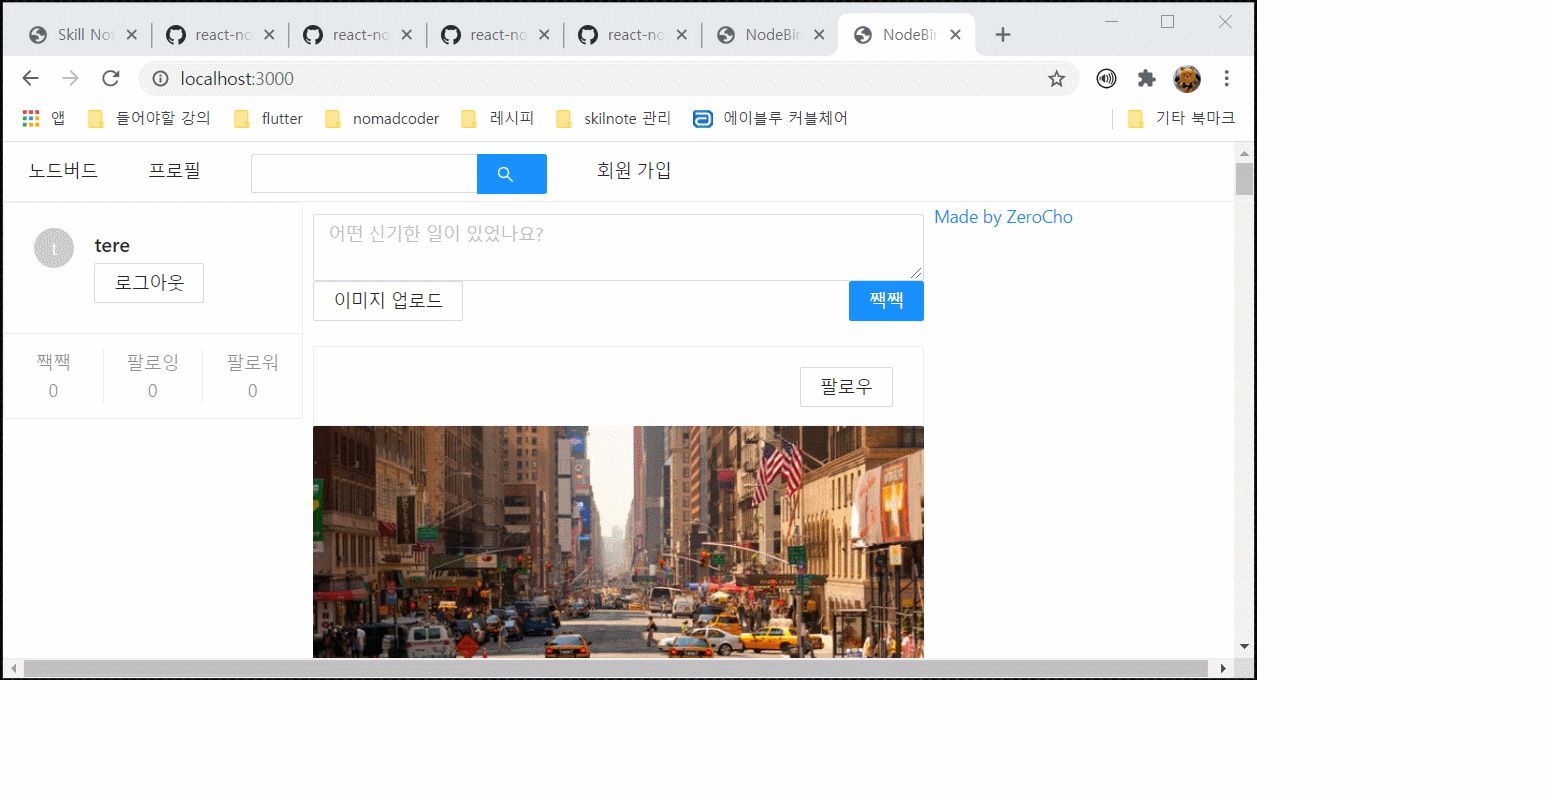 Skill Not react-no react-no react-no react-no NodeBir NodeBir
localhost:3000
앱 들어야할 강의 flutter nomadcoder 레시피 skilnote 관리 에이블루 커블체어 기타 북마크
노드버드 프로필 회원 가입
t tere
로그아웃
짹짹 팔로잉 팔로워
0 0 0
어떤 신기한 일이 있었나요?
이미지 업로드 짹짹
팔로우
Made by ZeroCho